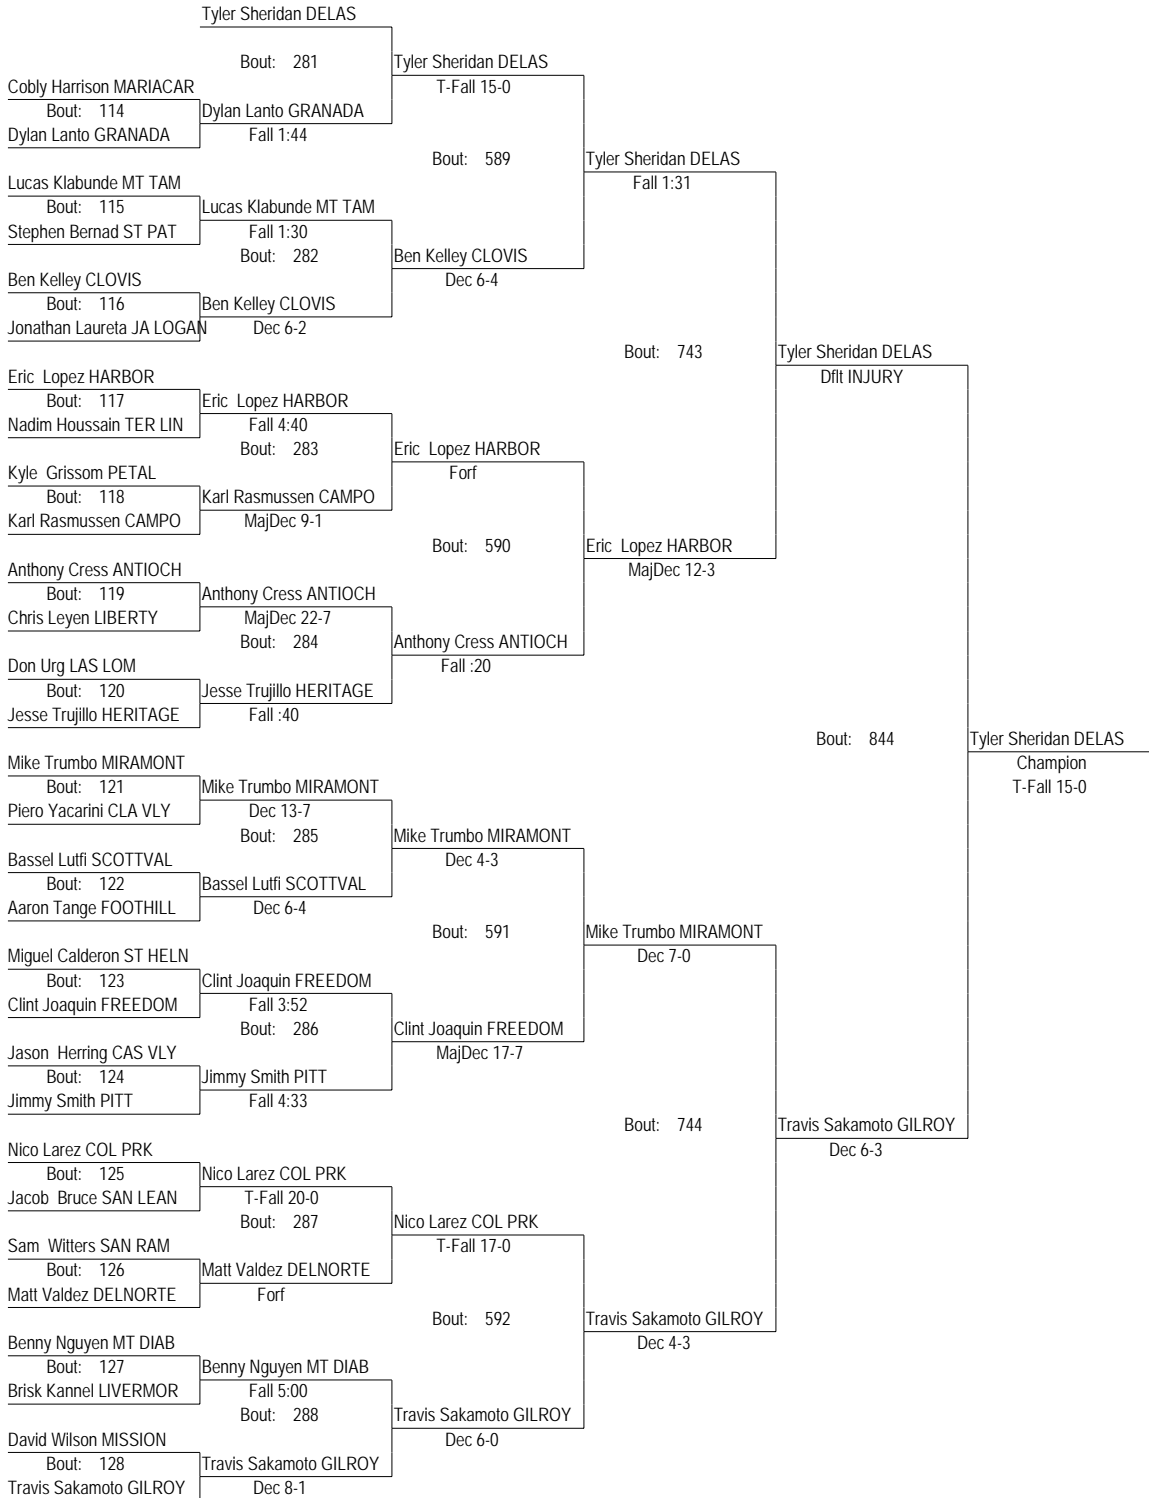 Tyler Sheridan DELAS
Bout: 281 Tyler Sheridan DELAS
Cobly Harrison MARIACAR T-Fall 15-0
Bout: 114 Dylan Lanto GRANADA
Dylan Lanto GRANADA Fall 1:44
Bout: 589 Tyler Sheridan DELAS
Lucas Klabunde MT TAM Fall 1:31
Bout: 115 Lucas Klabunde MT TAM
Stephen Bernad ST PAT Fall 1:30
Bout: 282 Ben Kelley CLOVIS
Ben Kelley CLOVIS Dec 6-4
Bout: 116 Ben Kelley CLOVIS
Jonathan Laureta JA LOGAN Dec 6-2
Bout: 743 Tyler Sheridan DELAS
Eric Lopez HARBOR Dflt INJURY
Bout: 117 Eric Lopez HARBOR
Nadim Houssain TER LIN Fall 4:40
Bout: 283 Eric Lopez HARBOR
Kyle Grissom PETAL Forf
Bout: 118 Karl Rasmussen CAMPO
Karl Rasmussen CAMPO MajDec 9-1
Bout: 590 Eric Lopez HARBOR
Anthony Cress ANTIOCH MajDec 12-3
Bout: 119 Anthony Cress ANTIOCH
Chris Leyen LIBERTY MajDec 22-7
Bout: 284 Anthony Cress ANTIOCH
Don Urg LAS LOM Fall :20
Bout: 120 Jesse Trujillo HERITAGE
Jesse Trujillo HERITAGE Fall :40
Bout: 844 Tyler Sheridan DELAS
Mike Trumbo MIRAMONT Champion
Bout: 121 Mike Trumbo MIRAMONT T-Fall 15-0
Piero Yacarini CLA VLY Dec 13-7
Bout: 285 Mike Trumbo MIRAMONT
Bassel Lutfi SCOTTVAL Dec 4-3
Bout: 122 Bassel Lutfi SCOTTVAL
Aaron Tange FOOTHILL Dec 6-4
Bout: 591 Mike Trumbo MIRAMONT
Miguel Calderon ST HELN Dec 7-0
Bout: 123 Clint Joaquin FREEDOM
Clint Joaquin FREEDOM Fall 3:52
Bout: 286 Clint Joaquin FREEDOM
Jason Herring CAS VLY MajDec 17-7
Bout: 124 Jimmy Smith PITT
Jimmy Smith PITT Fall 4:33
Bout: 744 Travis Sakamoto GILROY
Nico Larez COL PRK Dec 6-3
Bout: 125 Nico Larez COL PRK
Jacob Bruce SAN LEAN T-Fall 20-0
Bout: 287 Nico Larez COL PRK
Sam Witters SAN RAM T-Fall 17-0
Bout: 126 Matt Valdez DELNORTE
Matt Valdez DELNORTE Forf
Bout: 592 Travis Sakamoto GILROY
Benny Nguyen MT DIAB Dec 4-3
Bout: 127 Benny Nguyen MT DIAB
Brisk Kannel LIVERMOR Fall 5:00
Bout: 288 Travis Sakamoto GILROY
David Wilson MISSION Dec 6-0
Bout: 128 Travis Sakamoto GILROY
Travis Sakamoto GILROY Dec 8-1